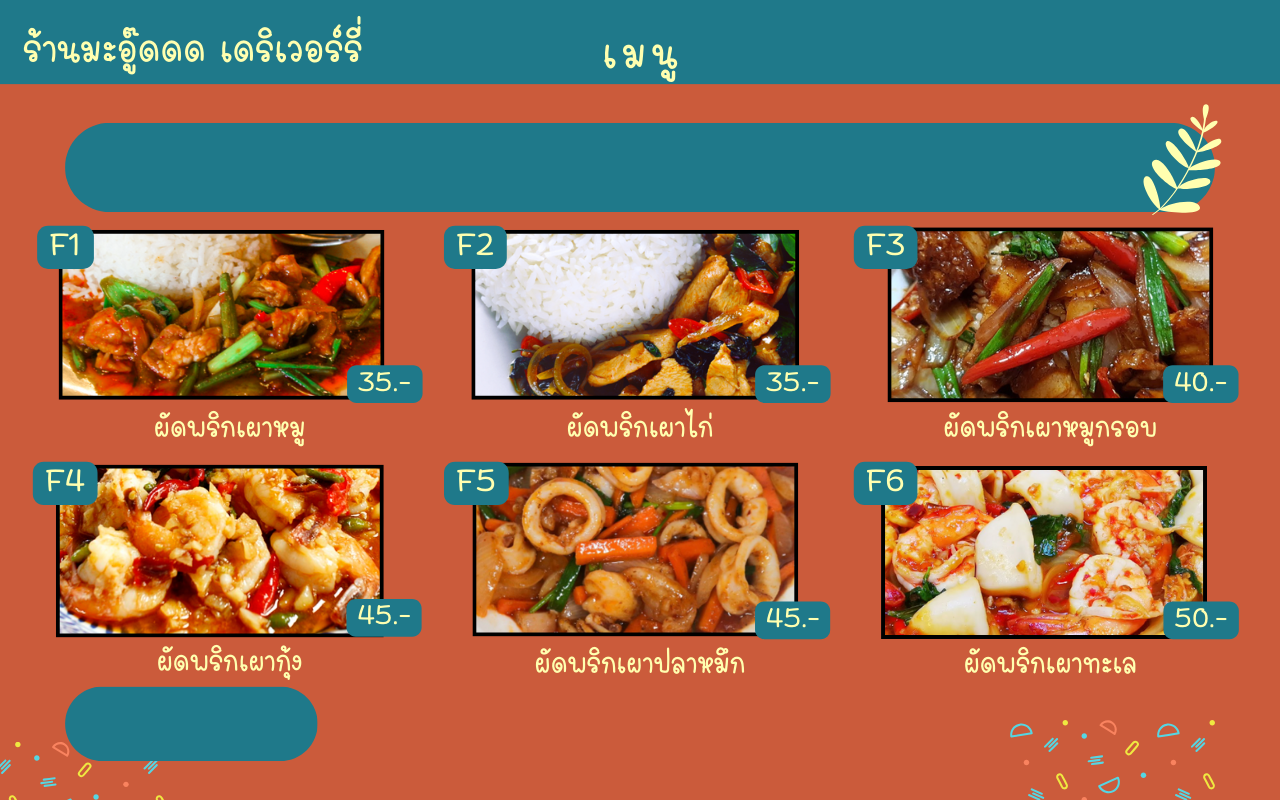 ร้านมะอู๊ดดด เดริเวอร์รี่
เมนู
F1
F2
F3
35.-
35.-
40.-
ผัดพริกเผาหมู
ผัดพริกเผาไก่
ผัดพริกเผาหมูกรอบ
F4
F5
F6
45.-
45.-
50.-
ผัดพริกเผากุ้ง
ผัดพริกเผาปลาหมึก
ผัดพริกเผาทะเล